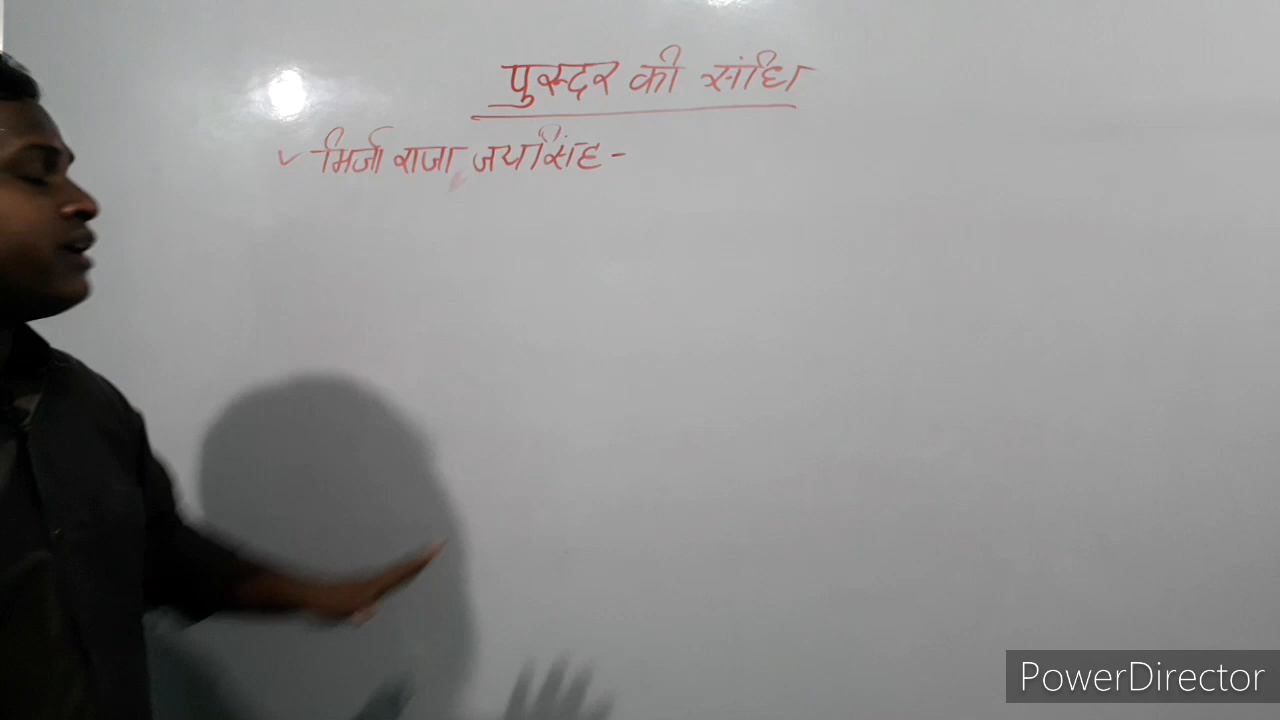 पुरन्दर की संधि
✓ - मिर्जा राजा जयसिंह -
PowerDirector